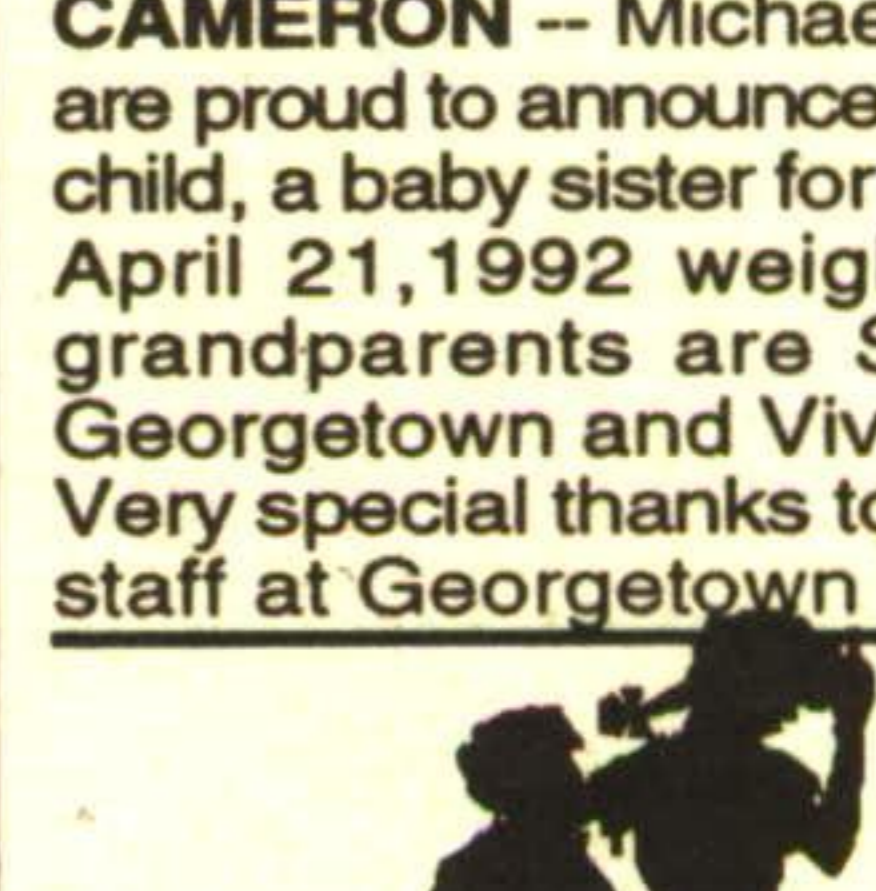 CAMERON -- Michae
are proud to announce
child, a baby sister for
April 21,1992 weigh
grandparents are S
Georgetown and Viv
Very special thanks to
staff at Georgetown